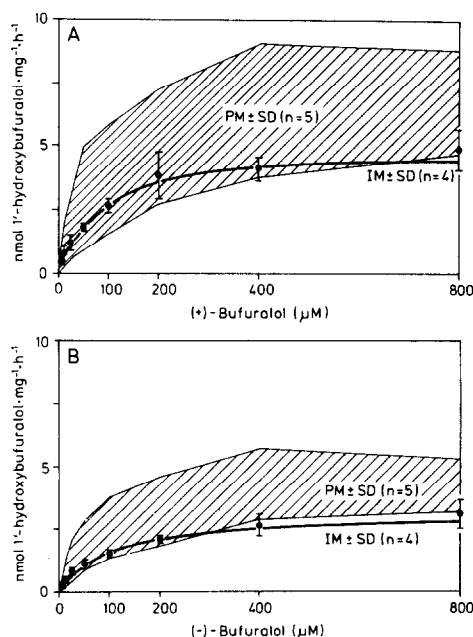 A
10
5
0
nmol 1'-hydroxybufuralol·mg⁻¹·h⁻¹
PM±SD (n=5)
IM±SD (n=4)
0 100 200 400 800
(+)-Bufuralol (µM)
B
10
5
0
nmol 1'-hydroxybufuralol·mg⁻¹·h⁻¹
PM±SD (n=5)
IM±SD (n=4)
0 100 200 400 800
(-)-Bufuralol (µM)